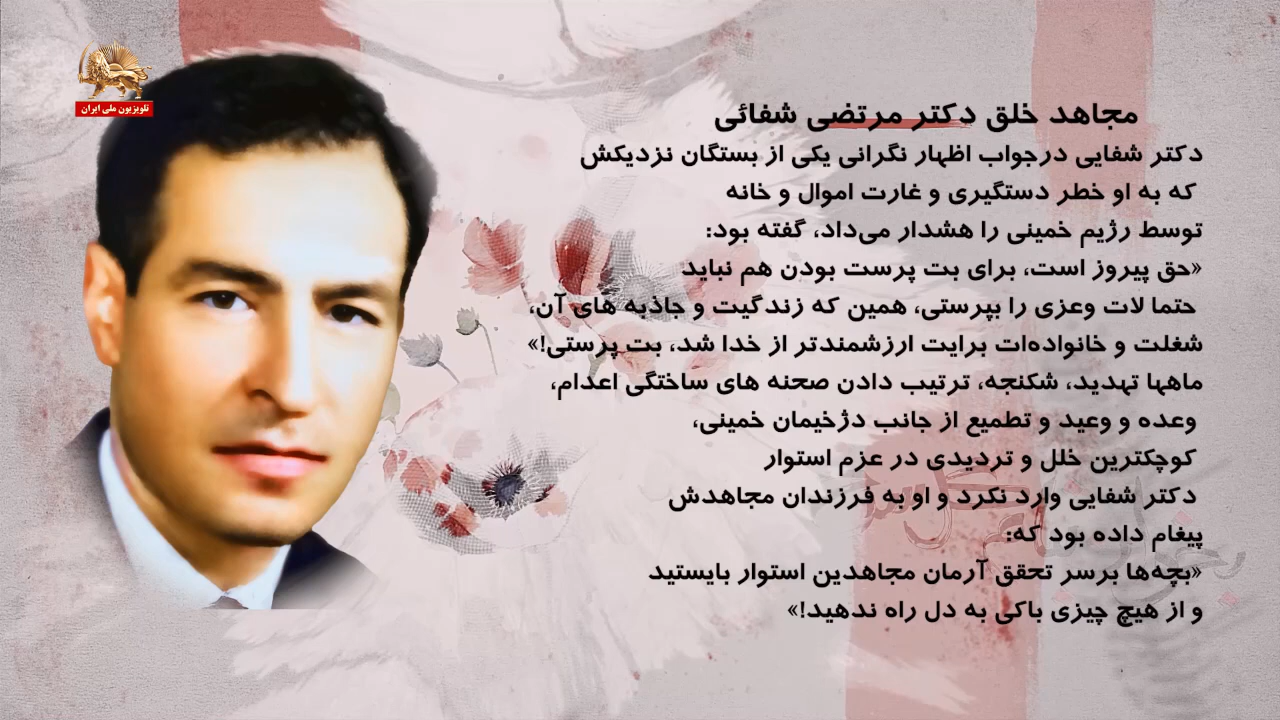 تلویزیون ملی ایران
مجاهد خلق دکتر مرتضی شفائی
دکتر شفایی درجواب اظهار نگرانی یکی از بستگان نزدیکش
که به او خطر دستگیری و غارت اموال و خانه
توسط رژیم خمینی را هشدار می‌داد، گفته بود:
«حق پیروز است، برای بت پرست بودن هم نباید
حتما لات وعزی را بپرستی، همین که زندگیت و جاذبه های آن،
شغلت و خانواده‌ات برایت ارزشمندتر از خدا شد، بت پرستی!»
ماهها تهدید، شکنجه، ترتیب دادن صحنه های ساختگی اعدام،
وعده و وعید و تطمیع از جانب دژخیمان خمینی،
کوچکترین خلل و تردیدی در عزم استوار
دکتر شفایی وارد نکرد و او به فرزندان مجاهدش
پیغام داده بود که:
«بچه‌ها برسر تحقق آرمان مجاهدین استوار بایستید
و از هیچ چیزی باکی به دل راه ندهید!»